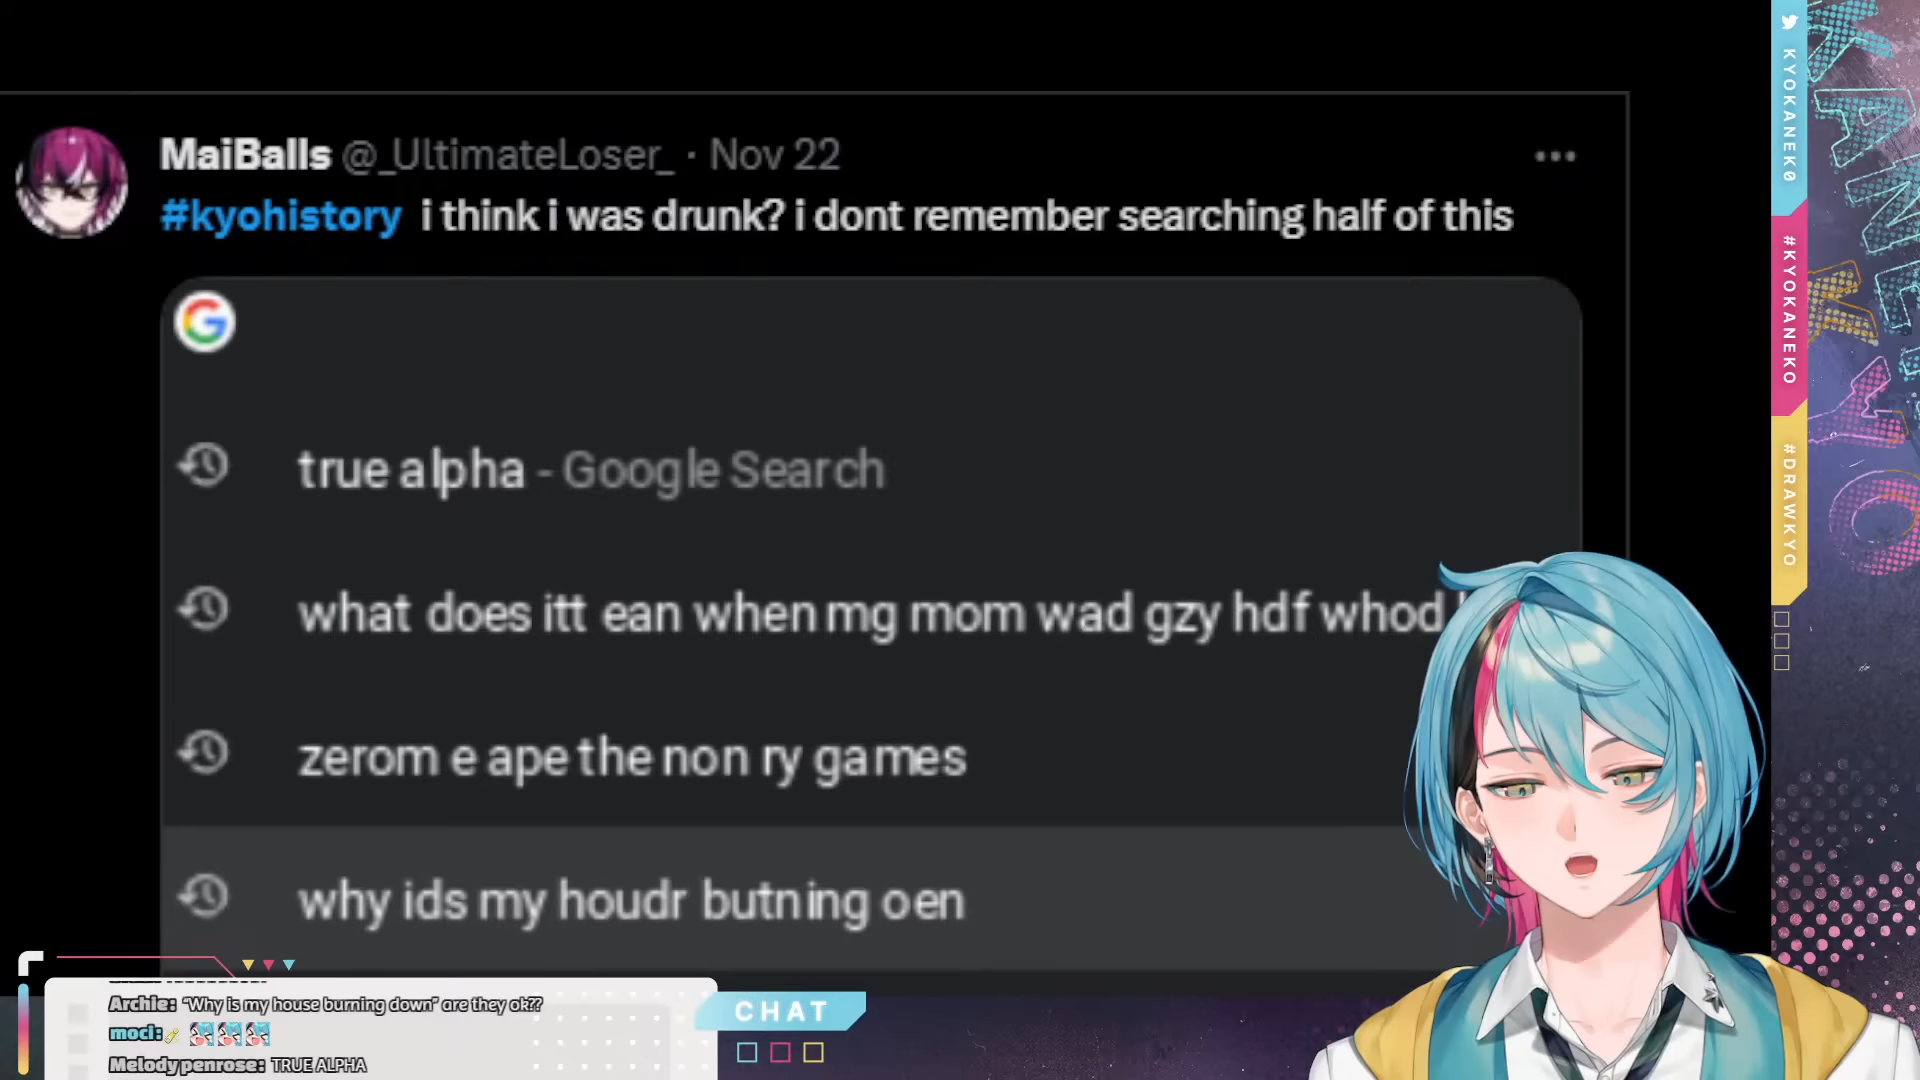 MaiBalls @_UltimateLoser_ · Nov 22
#kyohistory i think i was drunk? i dont remember searching half of this
true alpha - Google Search
what does itt ean when mg mom wad gzy hdf whod
zerom e ape the non ry games
why ids my houdr butning oen
Archie: "Why is my house burning down" are they ok??
moci:
Melodypenrose: TRUE ALPHA
CHAT
KYOKANEK0
#KYOKANEKO
#DRAWKYO